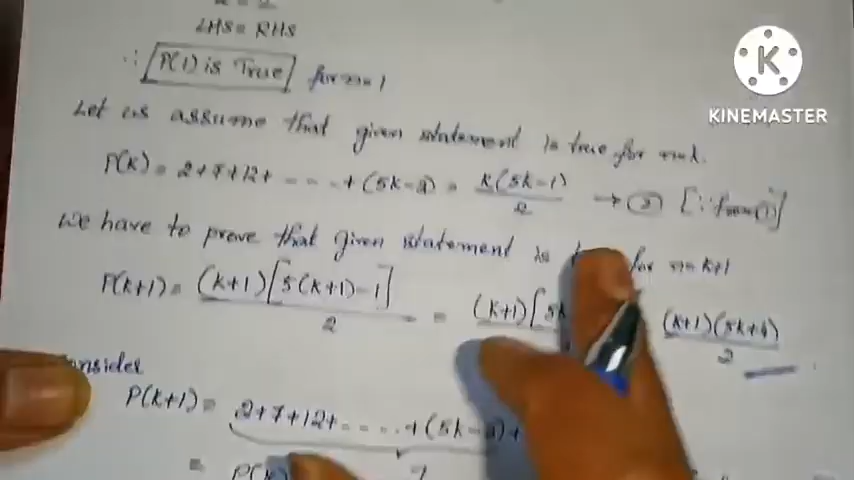 LHS = RHS
∴ P(1) is True for n=1
KINEMASTER
Let us assume that given statement is true for n=k.
P(k) = 2+7+12+ - - - - +(5k-3) = k(5k-1)/2 → ② [∵ from ①]
We have to prove that given statement is for n=k+1
P(k+1) = (k+1)[5(k+1)-1]/2 = (k+1)[5k (k+1)(5k+4)/2
Consider
P(k+1) = 2+7+12+ - - - - +(5k-3)+
= P(k)